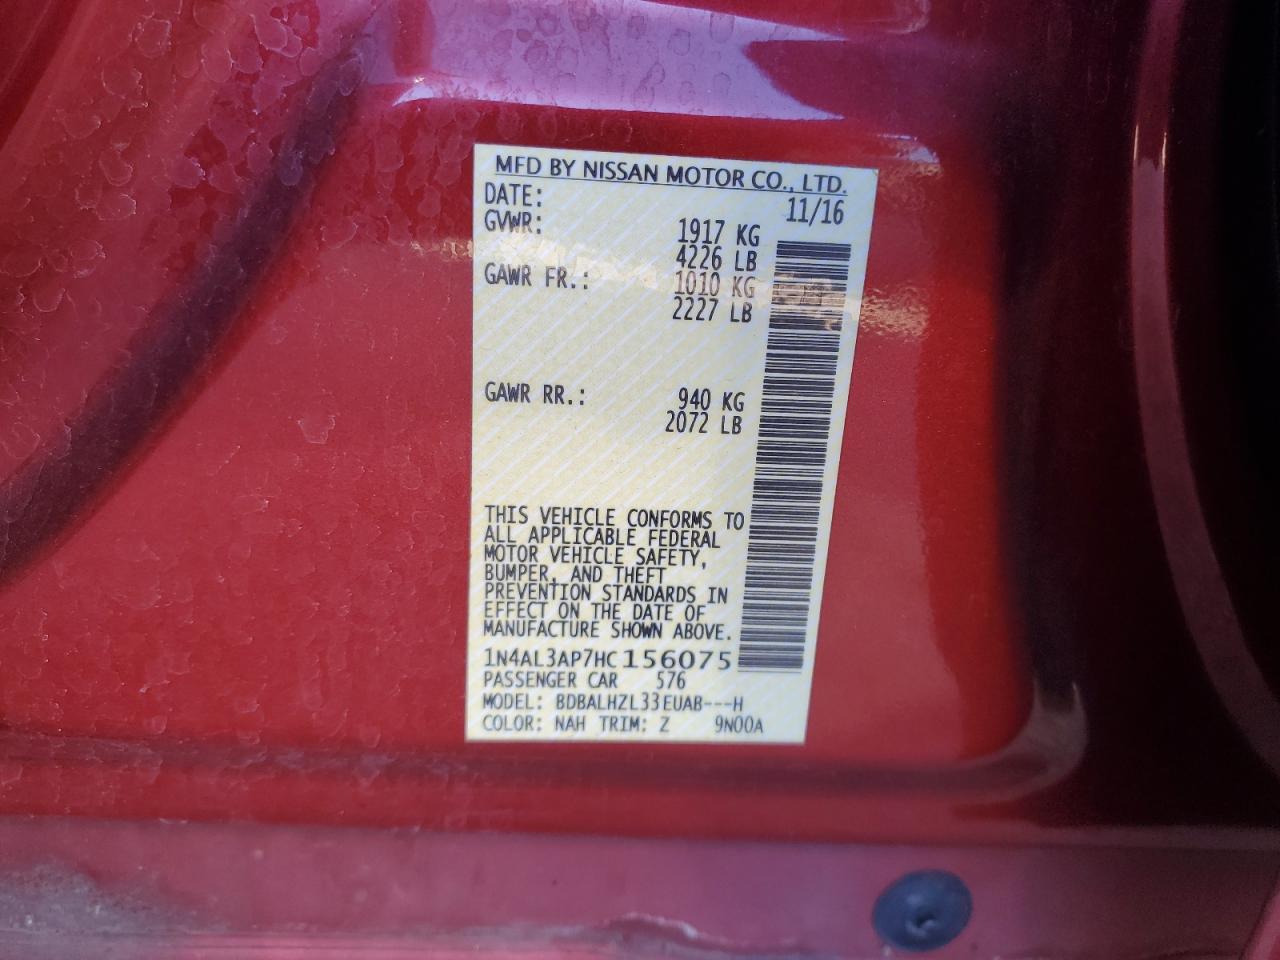 MFD BY NISSAN MOTOR CO., LTD.
DATE: 11/16
GVWR: 1917 KG
4226 LB
GAWR FR.: 1010 KG
2227 LB
GAWR RR.: 940 KG
2072 LB
THIS VEHICLE CONFORMS TO
ALL APPLICABLE FEDERAL
MOTOR VEHICLE SAFETY,
BUMPER, AND THEFT
PREVENTION STANDARDS IN
EFFECT ON THE DATE OF
MANUFACTURE SHOWN ABOVE.
1N4AL3AP7HC156075
PASSENGER CAR 576
MODEL: BDBALHZL33EUAB---H
COLOR: NAH TRIM: Z 9N00A